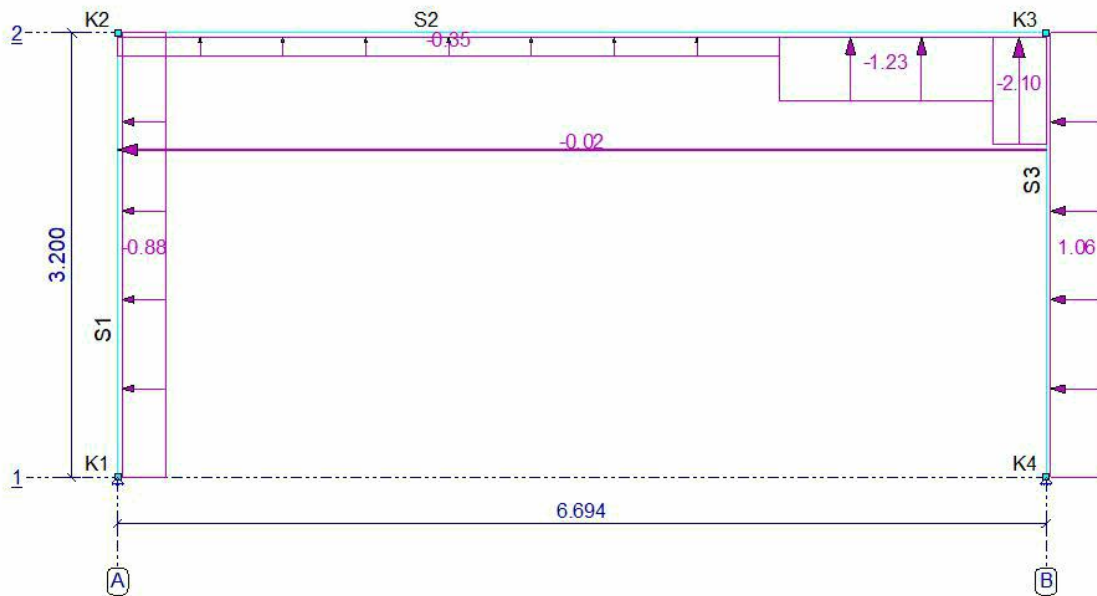 K2
S2
K3
2
-0.35
-1.23
-2.10
-0.02
S3
3.200
-0.88
1.06
S1
K1
K4
1
6.694
A
B